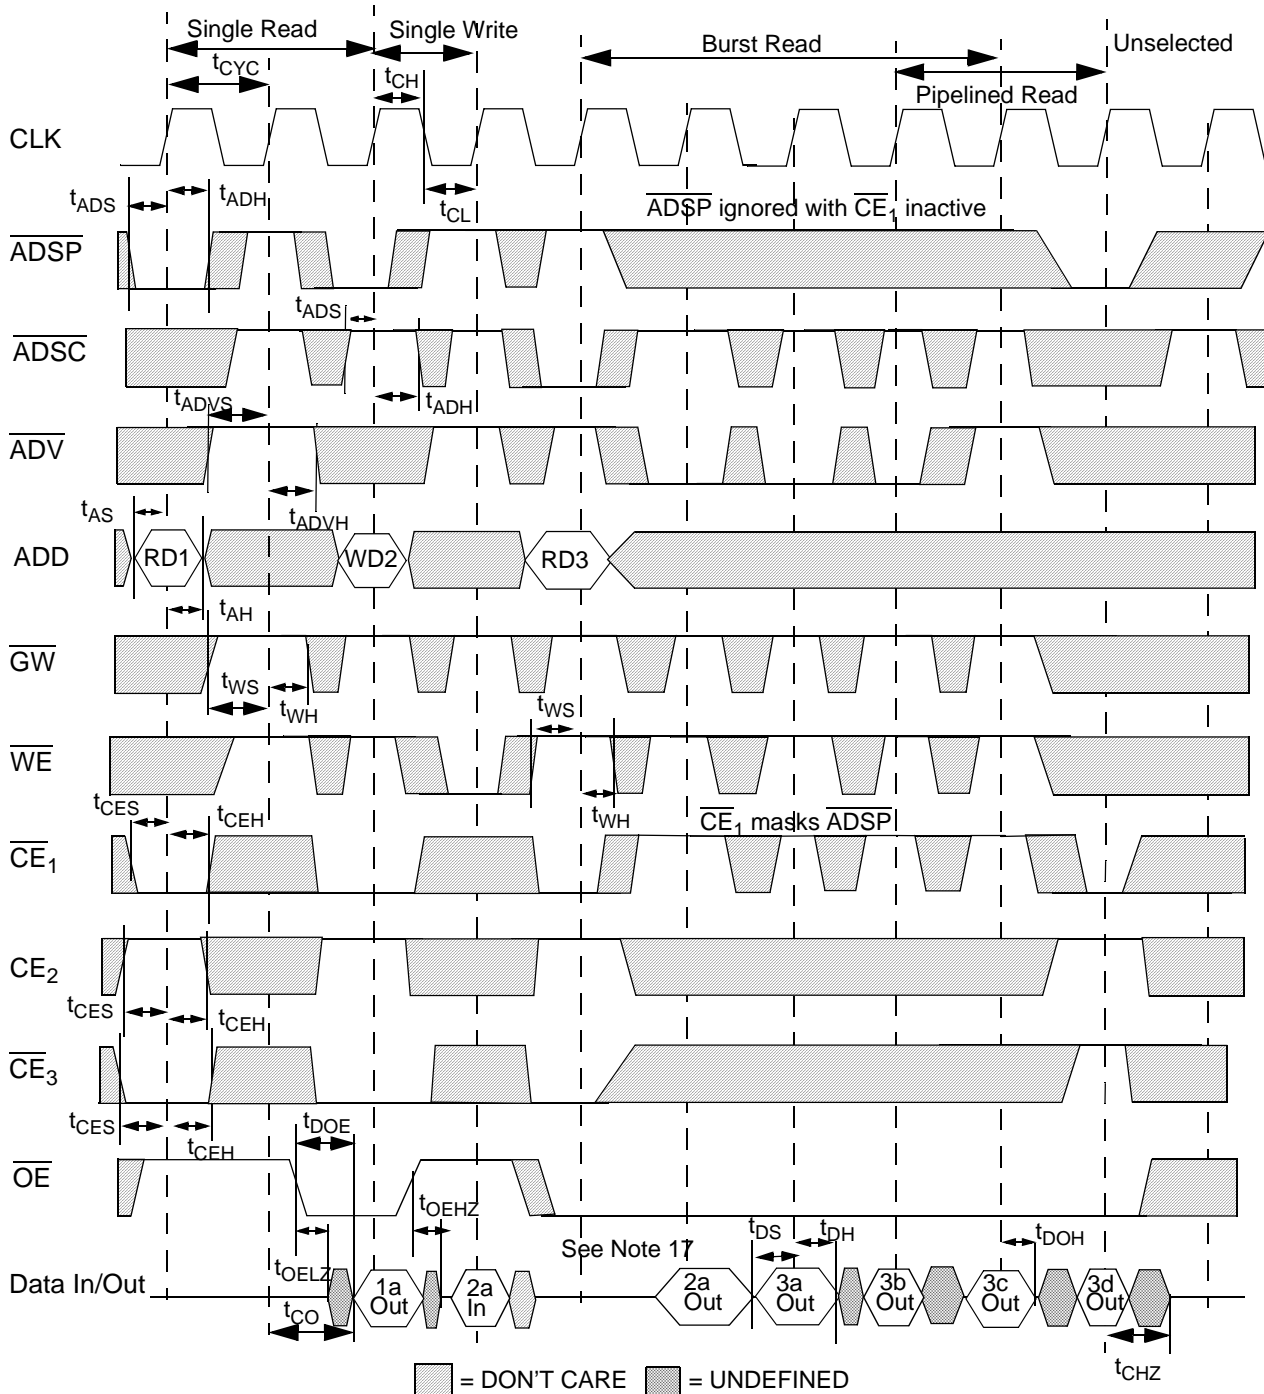 Single Read
Single Write
Burst Read
Unselected
tCYC
tCH
Pipelined Read
CLK
tADS
tADH
tCL
ADSP ignored with CE1 inactive
ADSP
tADS
ADSC
tADVS
tADH
ADV
tAS
tADVH
ADD
RD1
WD2
RD3
tAH
GW
tWS
tWH
tWS
WE
tCES
tCEH
tWH
CE1 masks ADSP
CE1
CE2
tCES
tCEH
CE3
tCES
tCEH
tDOE
OE
tOEHZ
See Note 17
tDS
tDH
tDOH
tOELZ
Data In/Out
1a Out
2a In
2a Out
3a Out
3b Out
3c Out
3d Out
tCO
tCHZ
= DON'T CARE
= UNDEFINED